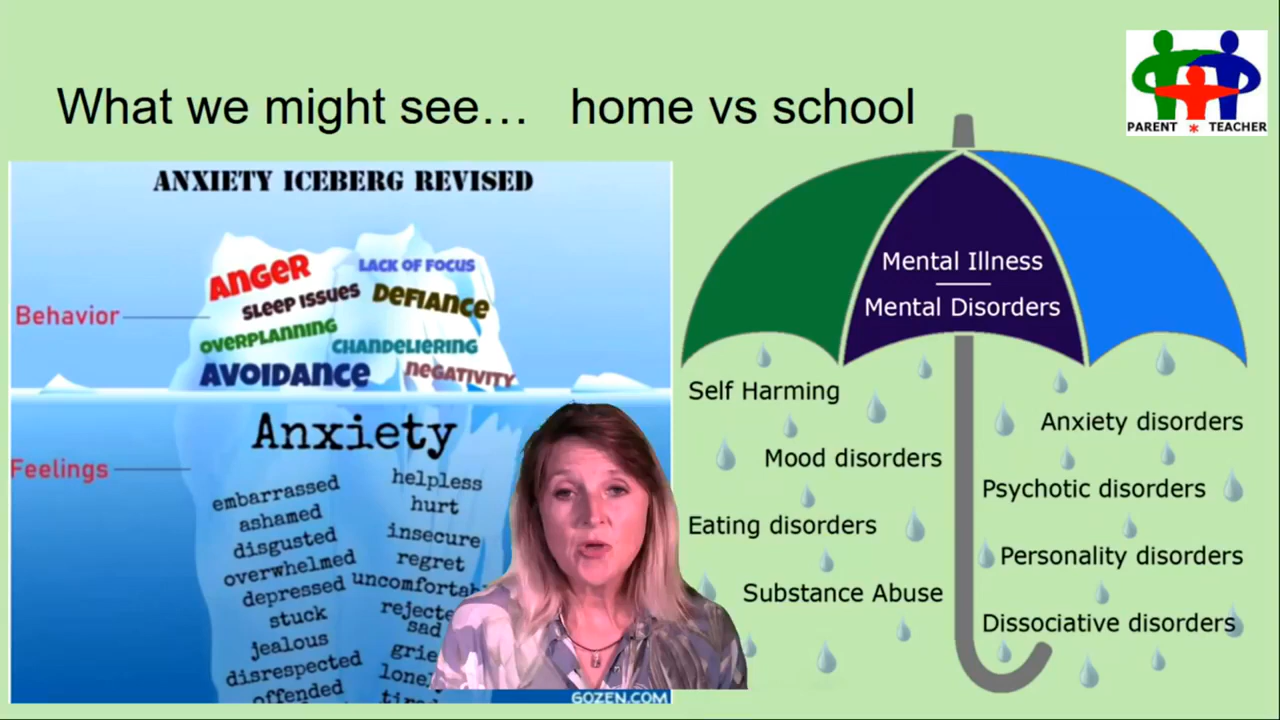 What we might see… home vs school
PARENT * TEACHER
ANXIETY ICEBERG REVISED
ANGER
LACK OF FOCUS
SLEEP ISSUES
DEFIANCE
Behavior
OVERPLANNING
CHANDELIERING
AVOIDANCE
NEGATIVITY
Anxiety
Feelings
embarrassed
ashamed
disgusted
overwhelmed
depressed
stuck
jealous
disrespected
offended
helpless
hurt
insecure
regret
sad
GOZEN.COM
Mental Illness
Mental Disorders
Self Harming
Mood disorders
Eating disorders
Substance Abuse
Anxiety disorders
Psychotic disorders
Personality disorders
Dissociative disorders